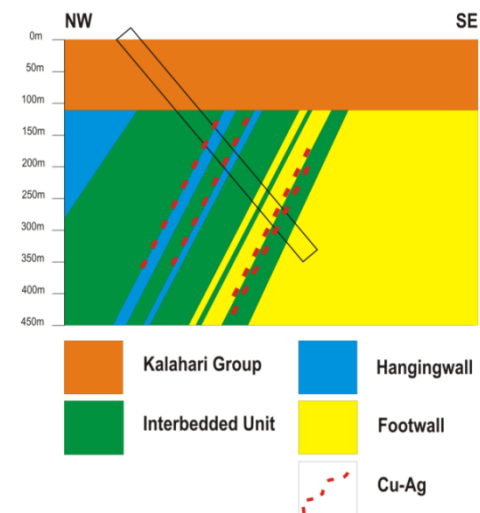 NW SE
0m
50m
100m
150m
200m
250m
300m
350m
400m
450m
Kalahari Group Hangingwall
Interbedded Unit Footwall
Cu-Ag